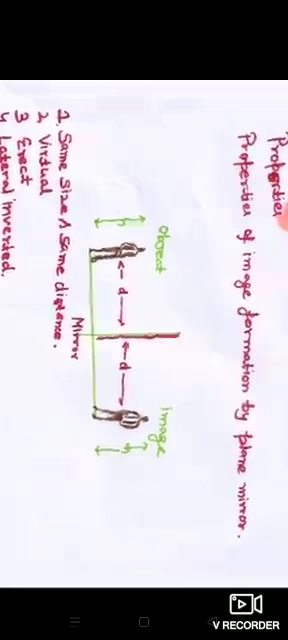 Properties
Properties of image formation by plane mirror.
Object
image
h
d
d
h
Mirror
1. Same size & same distance.
2 Virtual
3 Erect
4 Lateral inverted.
V RECORDER